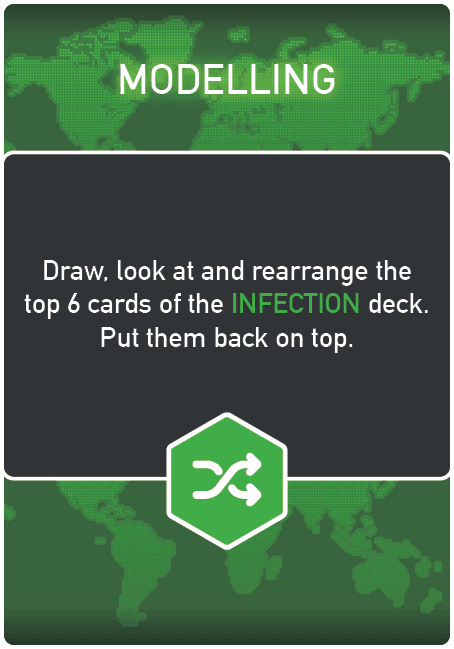 MODELLING
Draw, look at and rearrange the
top 6 cards of the INFECTION deck.
Put them back on top.